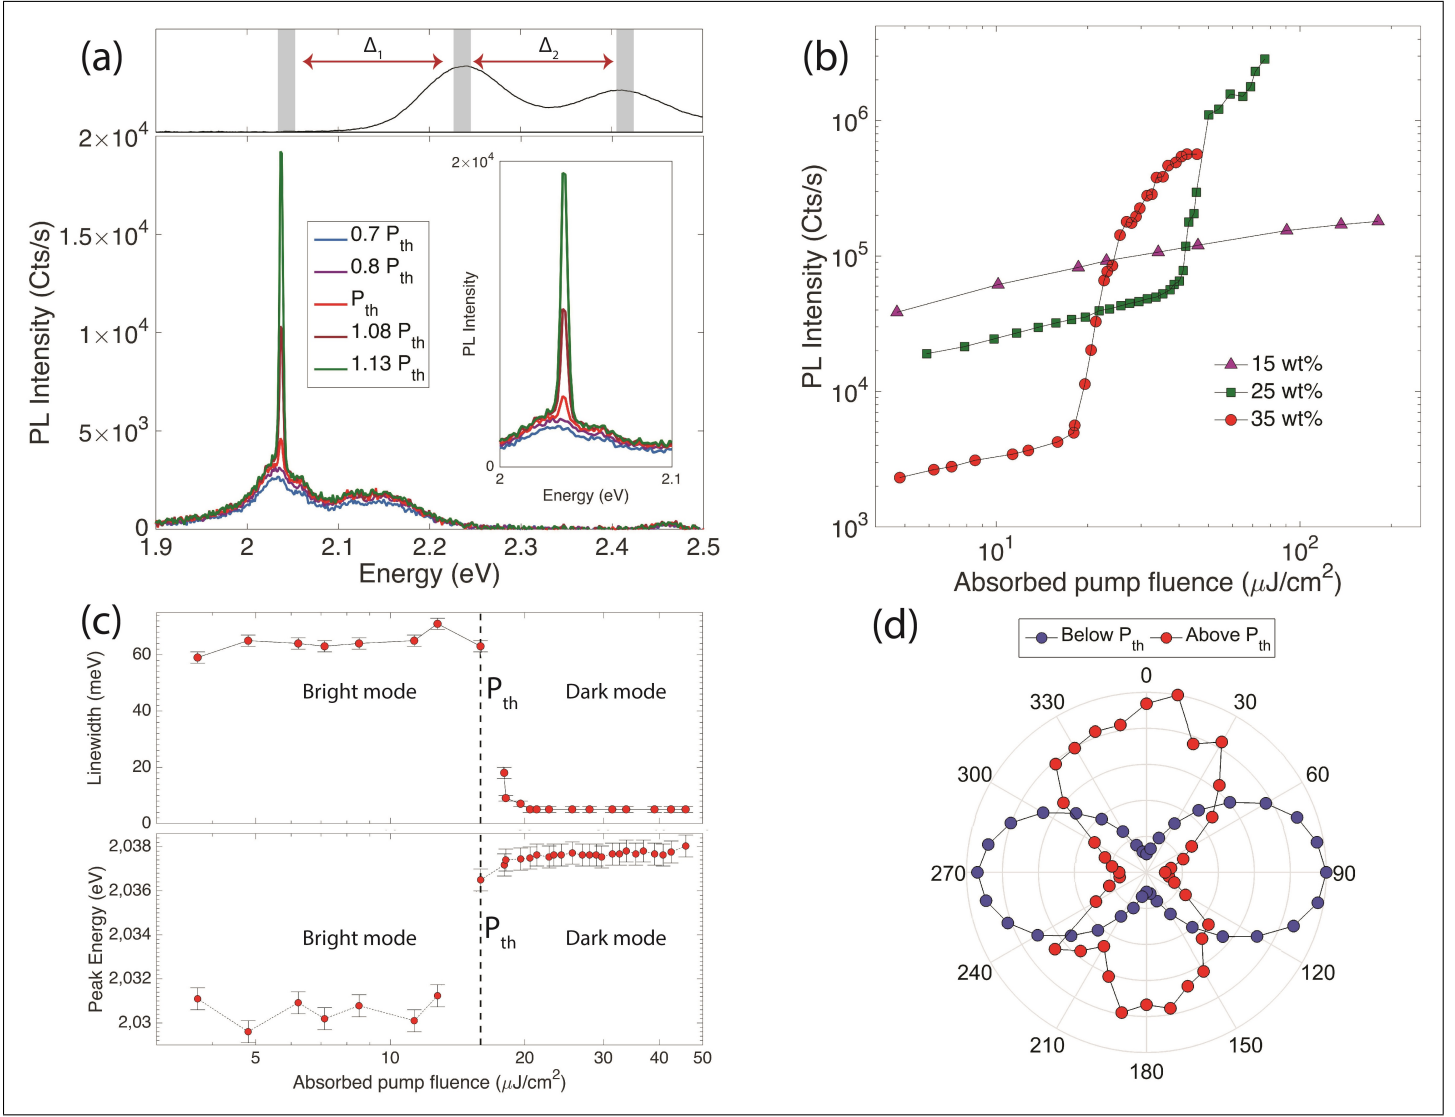 (a)
Δ1
Δ2
2×10^4
1.5×10^4
1×10^4
5×10^3
0
PL Intensity (Cts/s)
0.7 Pth
0.8 Pth
Pth
1.08 Pth
1.13 Pth
2×10^4
PL Intensity
0
2
2.1
Energy (eV)
1.9
2
2.1
2.2
2.3
2.4
2.5
Energy (eV)
(b)
10^6
10^5
10^4
10^3
PL Intensity (Cts/s)
15 wt%
25 wt%
35 wt%
10^1
10^2
Absorbed pump fluence (μJ/cm^2)
(c)
60
40
20
0
Linewidth (meV)
Bright mode
Pth
Dark mode
2,038
2,036
2,034
2,032
2,03
Peak Energy (eV)
Bright mode
Pth
Dark mode
5
10
20
30
40
50
Absorbed pump fluence (μJ/cm^2)
(d)
Below Pth
Above Pth
0
30
60
90
120
150
180
210
240
270
300
330